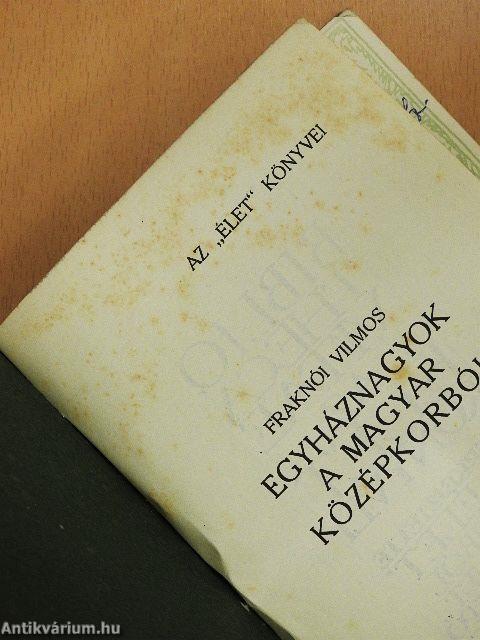 AZ „ÉLET“ KÖNYVEI
FRAKNÓI VILMOS
EGYHÁZNAGYOK
A MAGYAR
KÖZÉPKORBÓL
Antikvárium.hu